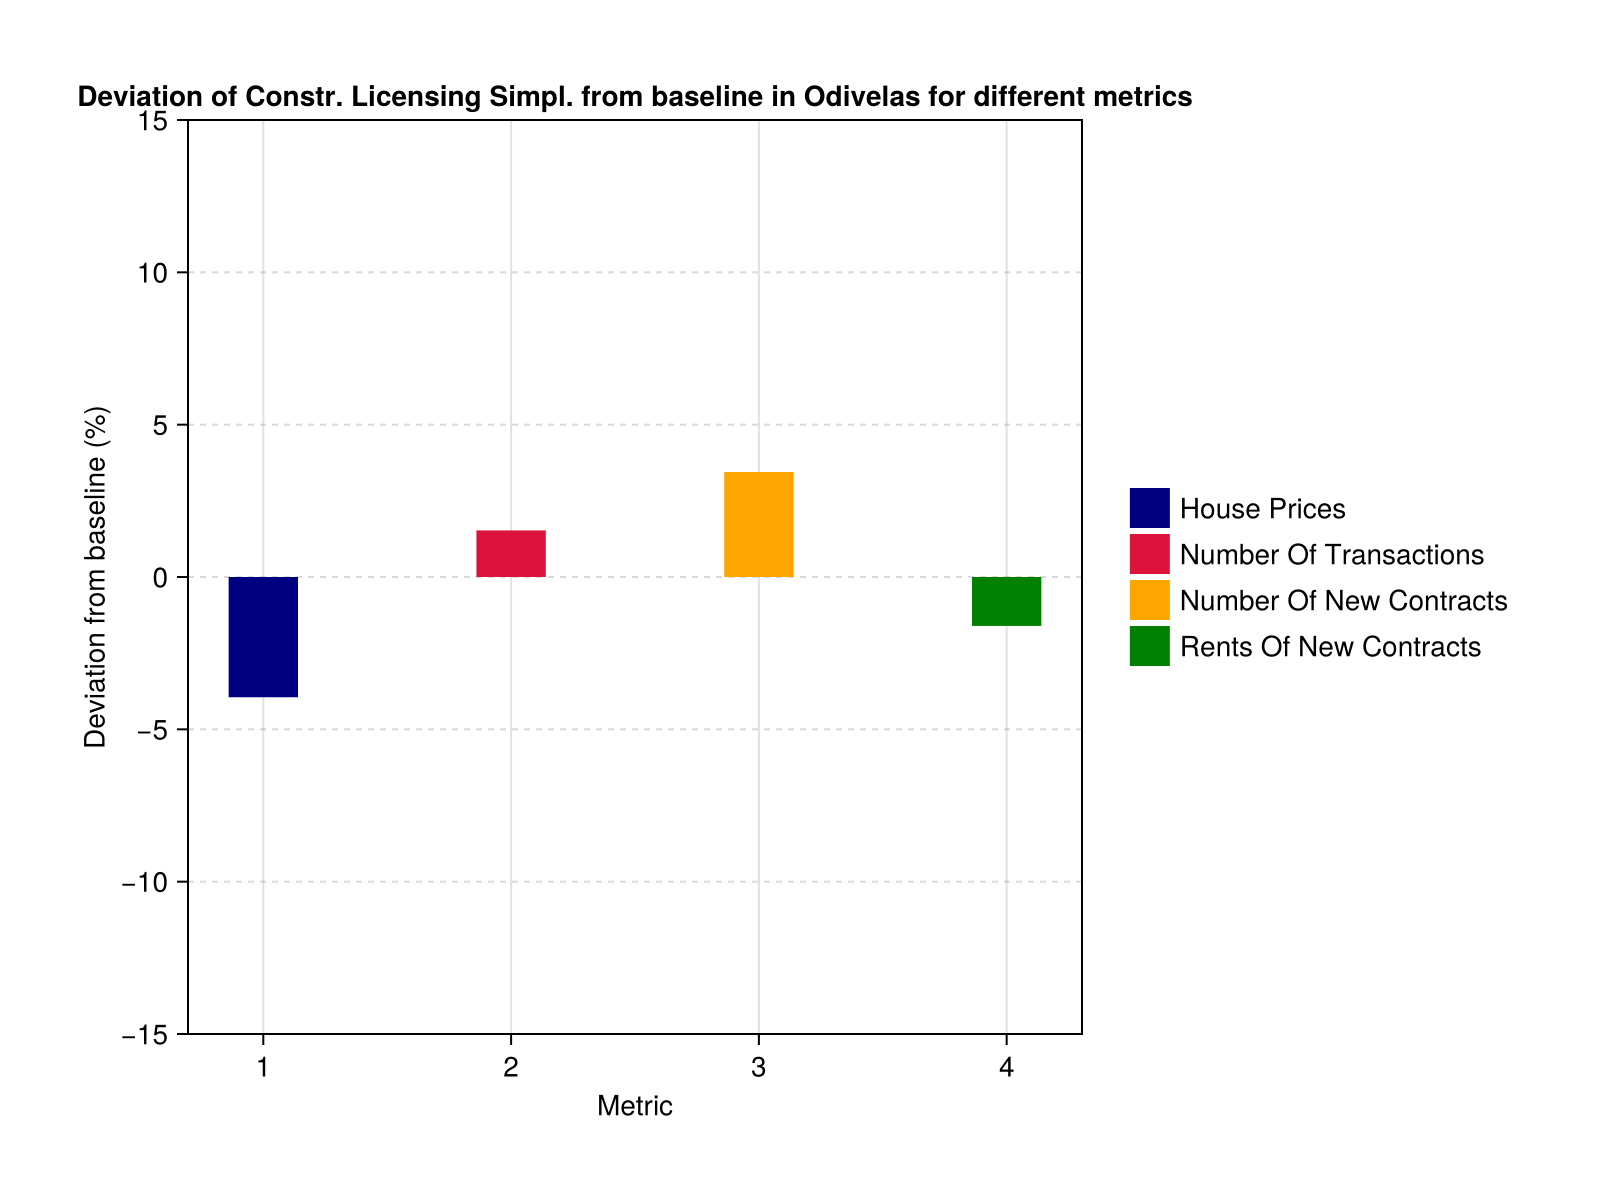 Deviation of Constr. Licensing Simpl. from baseline in Odivelas for different metrics
15
10
5
0
−5
−10
−15
Deviation from baseline (%)
1 2 3 4
Metric
House Prices
Number Of Transactions
Number Of New Contracts
Rents Of New Contracts